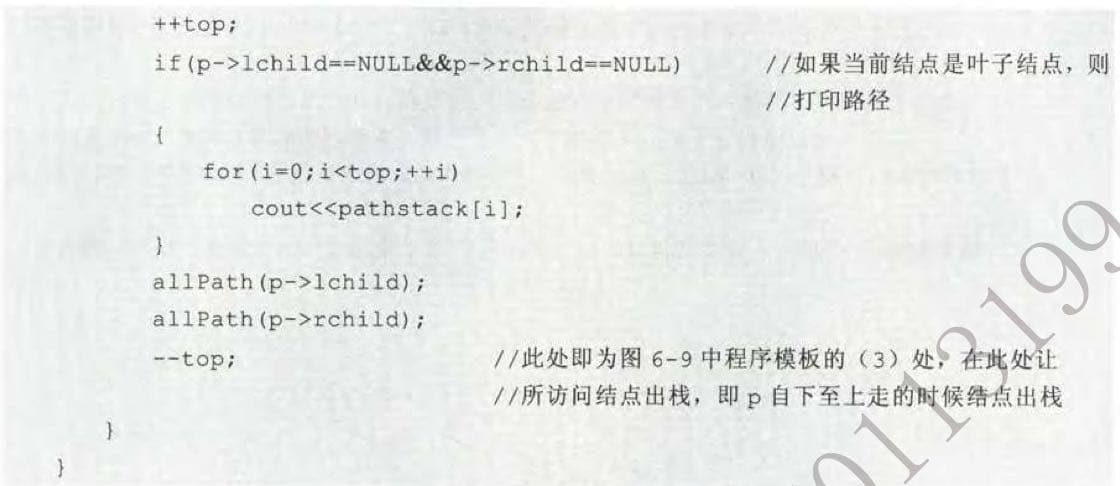 ++top;
if(p->lchild==NULL&&p->rchild==NULL) //如果当前结点是叶子结点，则
//打印路径
{
for(i=0;i<top;++i)
cout<<pathstack[i];
}
allPath(p->lchild);
allPath(p->rchild);
--top; //此处即为图 6-9 中程序模板的（3）处，在此处让
//所访问结点出栈，即 p 自下至上走的时候结点出栈
}
}
2011 3199